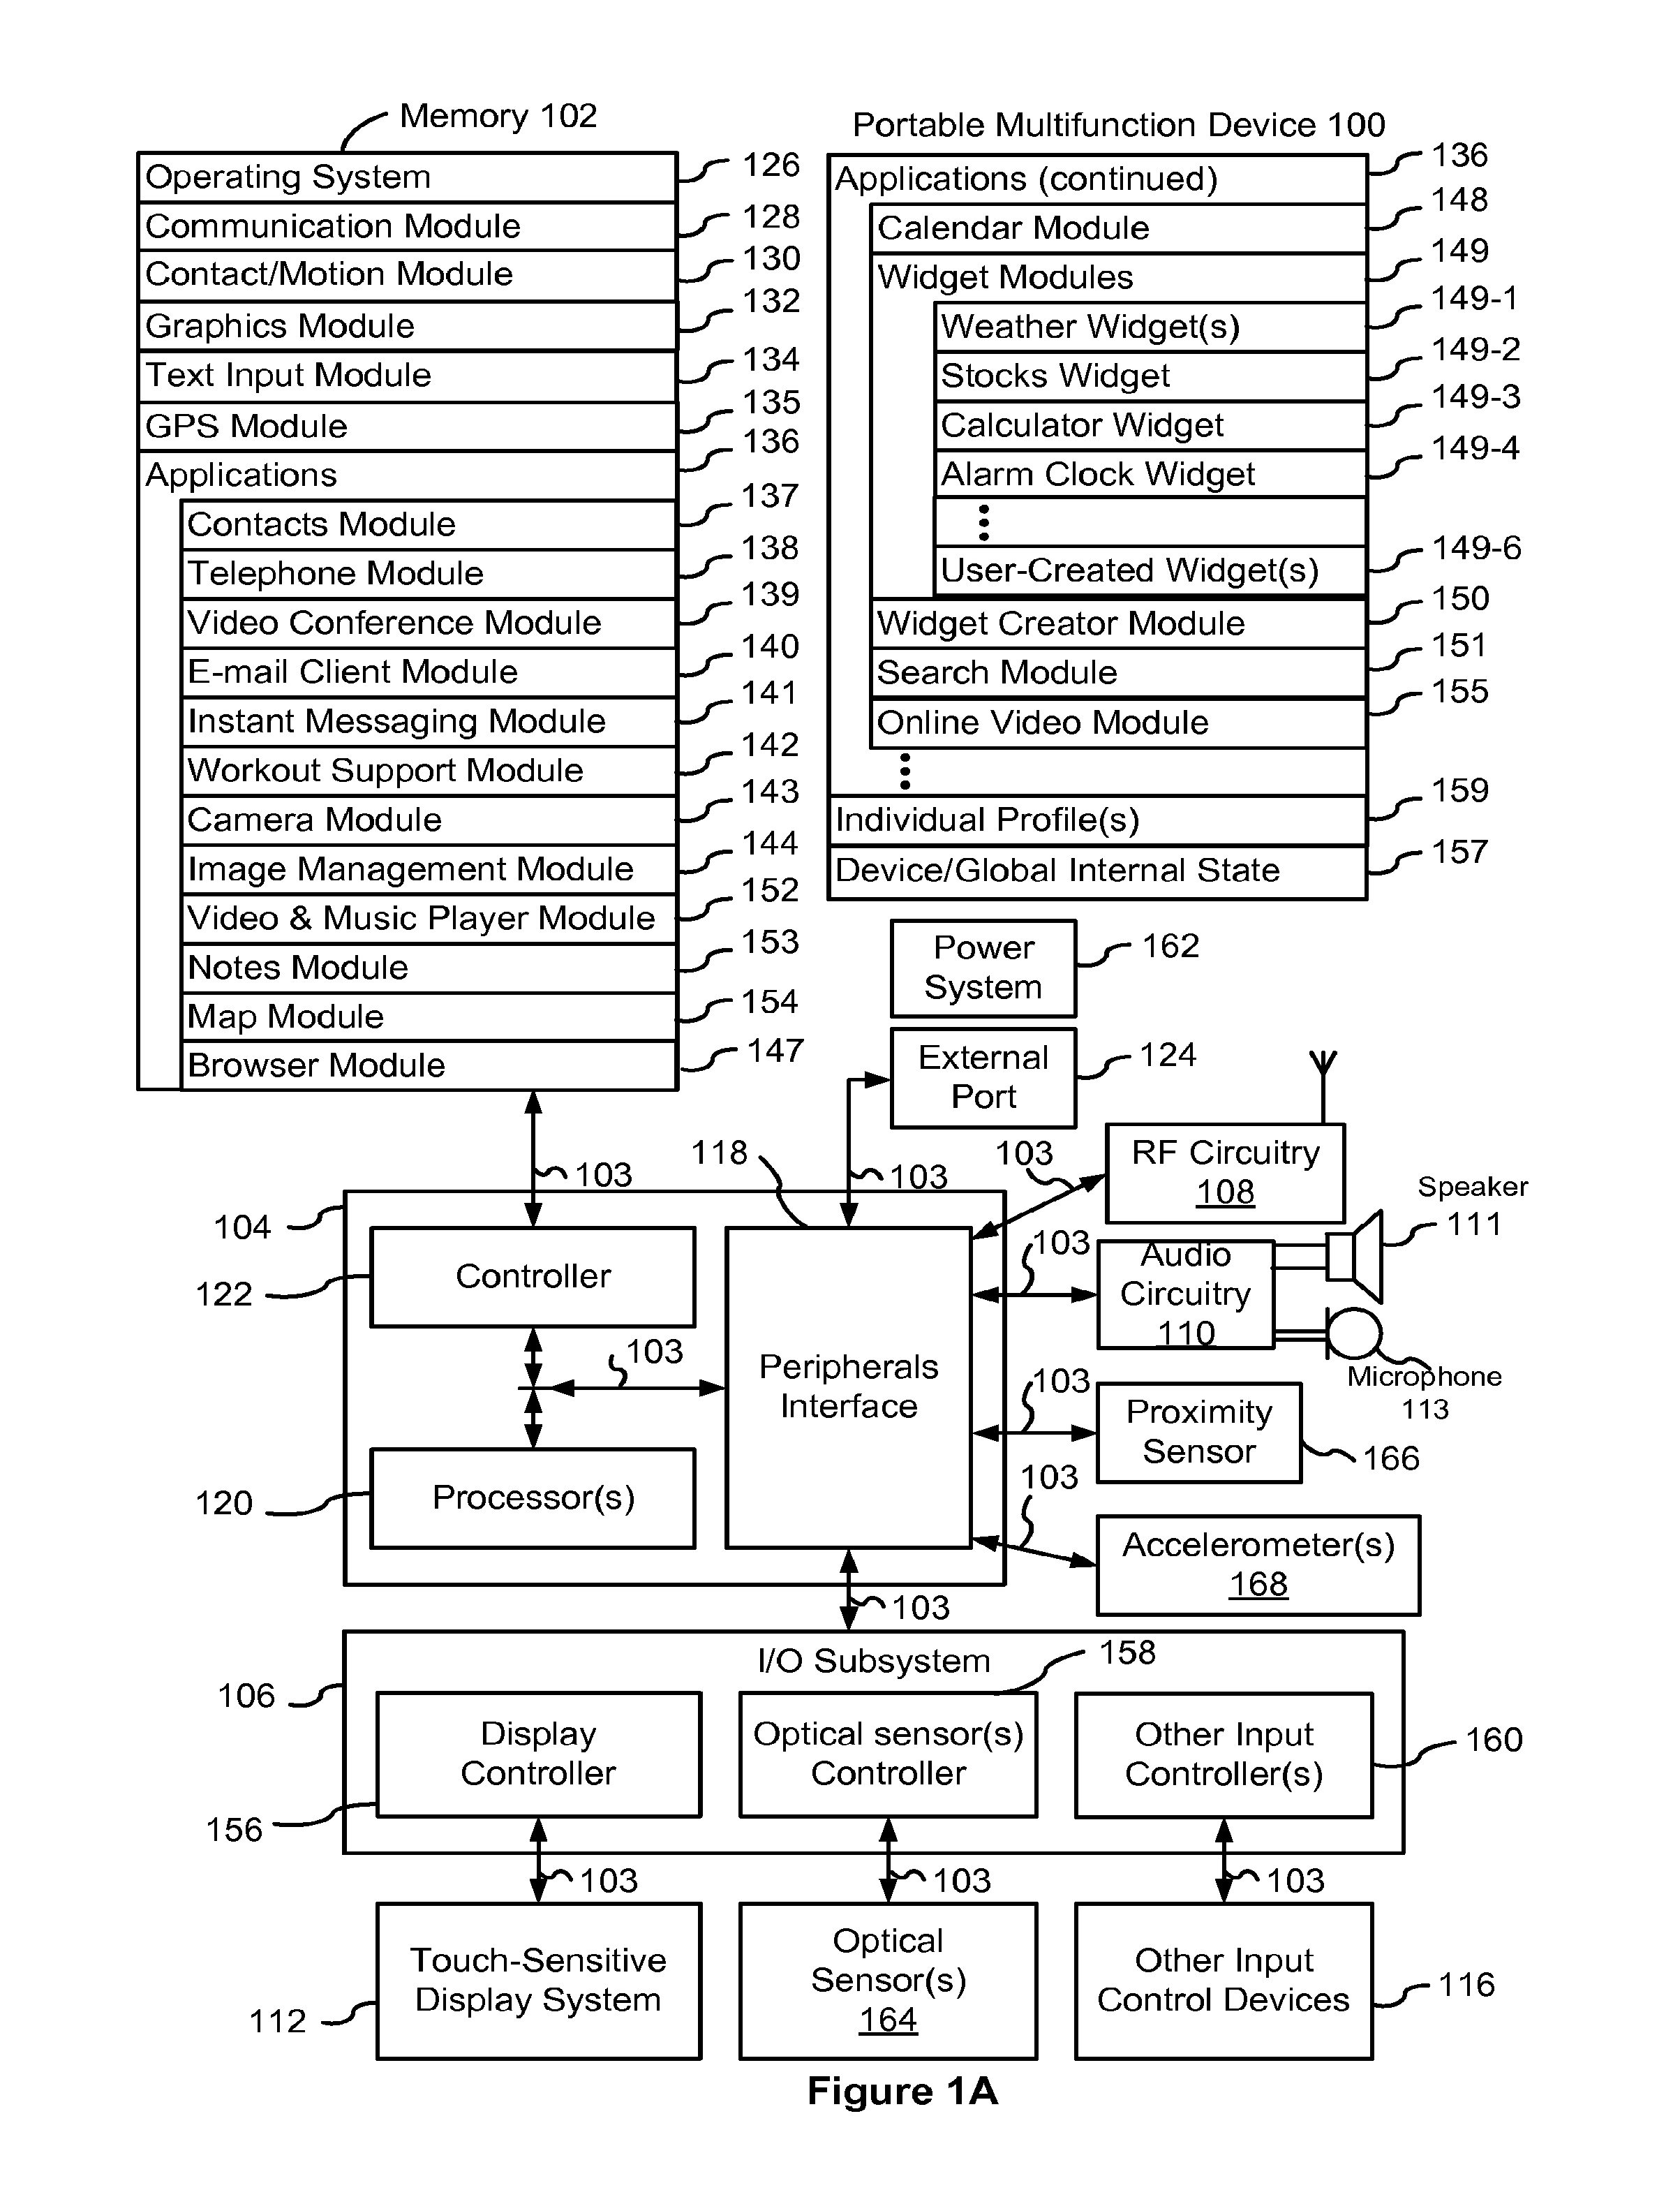 Memory 102
Operating System 126
Communication Module 128
Contact/Motion Module 130
Graphics Module 132
Text Input Module 134
GPS Module 135
Applications 136
Contacts Module 137
Telephone Module 138
Video Conference Module 139
E-mail Client Module 140
Instant Messaging Module 141
Workout Support Module 142
Camera Module 143
Image Management Module 144
Video & Music Player Module 152
Notes Module 153
Map Module 154
Browser Module 147
Portable Multifunction Device 100
Applications (continued) 136
Calendar Module 148
Widget Modules 149
Weather Widget(s) 149-1
Stocks Widget 149-2
Calculator Widget 149-3
Alarm Clock Widget 149-4
User-Created Widget(s) 149-6
Widget Creator Module 150
Search Module 151
Online Video Module 155
Individual Profile(s) 159
Device/Global Internal State 157
Power
System
162
External
Port
124
103
118
103
103
RF Circuitry
108
Speaker
111
104
Controller
122
103
Audio
Circuitry
110
Microphone
113
103
Peripherals
Interface
103
Proximity
Sensor
166
120
Processor(s)
103
Accelerometer(s)
168
103
I/O Subsystem
158
106
Display
Controller
156
Optical sensor(s)
Controller
Other Input
Controller(s)
160
103
103
103
Touch-Sensitive
Display System
112
Optical
Sensor(s)
164
Other Input
Control Devices
116
Figure 1A